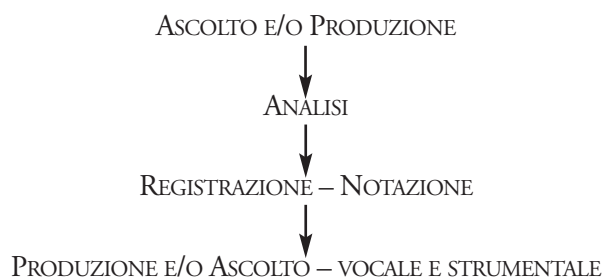 ASCOLTO E/O PRODUZIONE
ANALISI
REGISTRAZIONE – NOTAZIONE
PRODUZIONE E/O ASCOLTO – VOCALE E STRUMENTALE